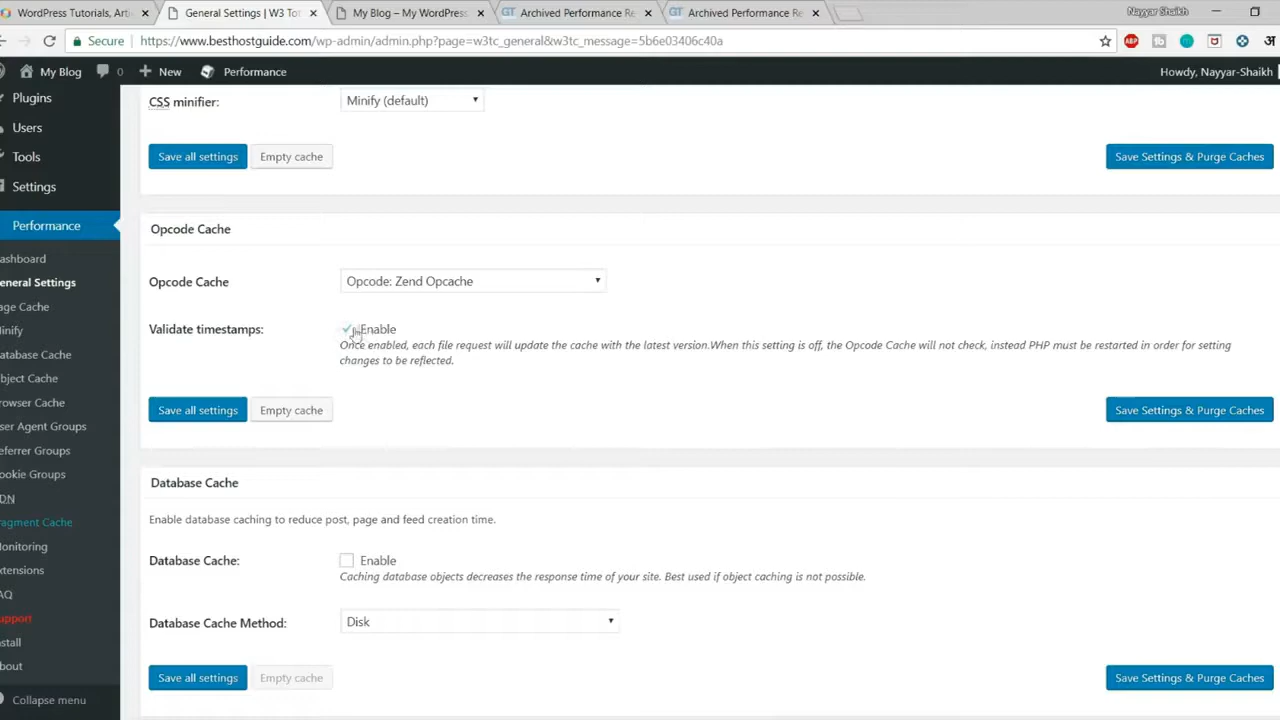 WordPress Tutorials, Arti
General Settings | W3 To
My Blog – My WordPress
Archived Performance Re
Archived Performance Re
Nayyar Shaikh
Secure
https://www.besthostguide.com/wp-admin/admin.php?page=w3tc_general&w3tc_message=5b6e03406c40a
ABP
My Blog
0
New
Performance
Howdy, Nayyar-Shaikh
Plugins
Users
Tools
Settings
Performance
ashboard
eneral Settings
age Cache
inify
atabase Cache
bject Cache
rowser Cache
ser Agent Groups
eferrer Groups
ookie Groups
DN
ragment Cache
onitoring
xtensions
AQ
upport
nstall
bout
Collapse menu
CSS minifier:
Minify (default)
Save all settings
Empty cache
Save Settings & Purge Caches
Opcode Cache
Opcode Cache
Opcode: Zend Opcache
Validate timestamps:
Enable
Once enabled, each file request will update the cache with the latest version.When this setting is off, the Opcode Cache will not check, instead PHP must be restarted in order for setting
changes to be reflected.
Save all settings
Empty cache
Save Settings & Purge Caches
Database Cache
Enable database caching to reduce post, page and feed creation time.
Database Cache:
Enable
Caching database objects decreases the response time of your site. Best used if object caching is not possible.
Database Cache Method:
Disk
Save all settings
Empty cache
Save Settings & Purge Caches